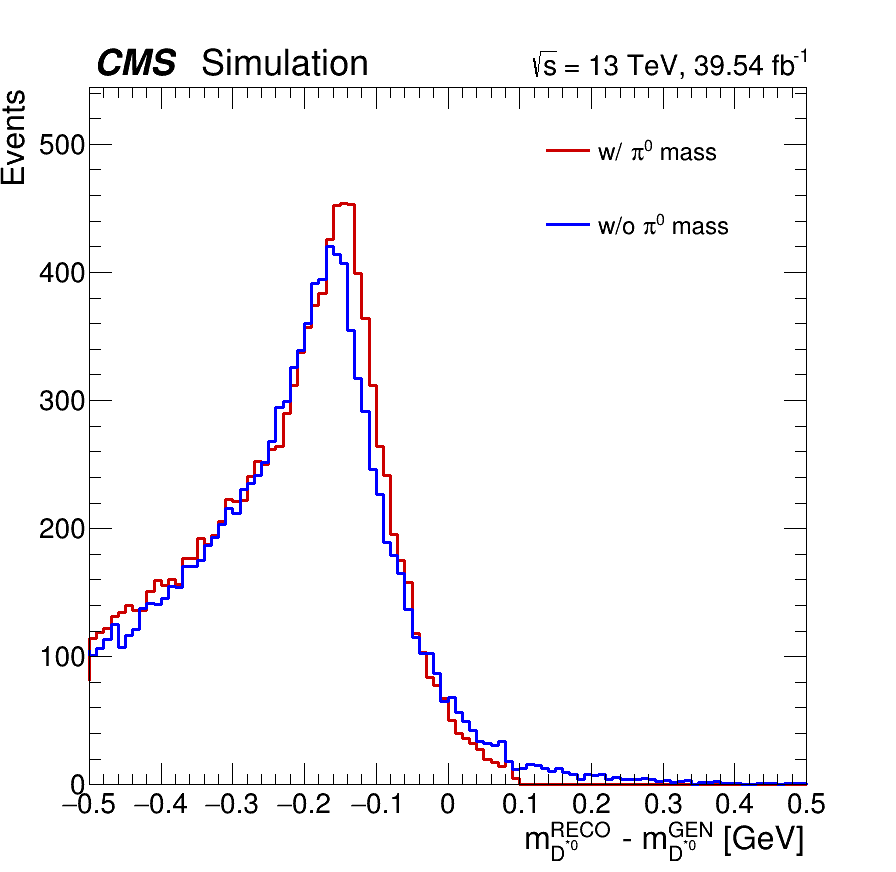 CMS Simulation
√s = 13 TeV, 39.54 fb⁻¹
Events
w/ π⁰ mass
w/o π⁰ mass
500
400
300
200
100
0
−0.5 −0.4 −0.3 −0.2 −0.1 0 0.1 0.2 0.3 0.4 0.5
m_{D^{*0}}^{RECO} - m_{D^{*0}}^{GEN} [GeV]